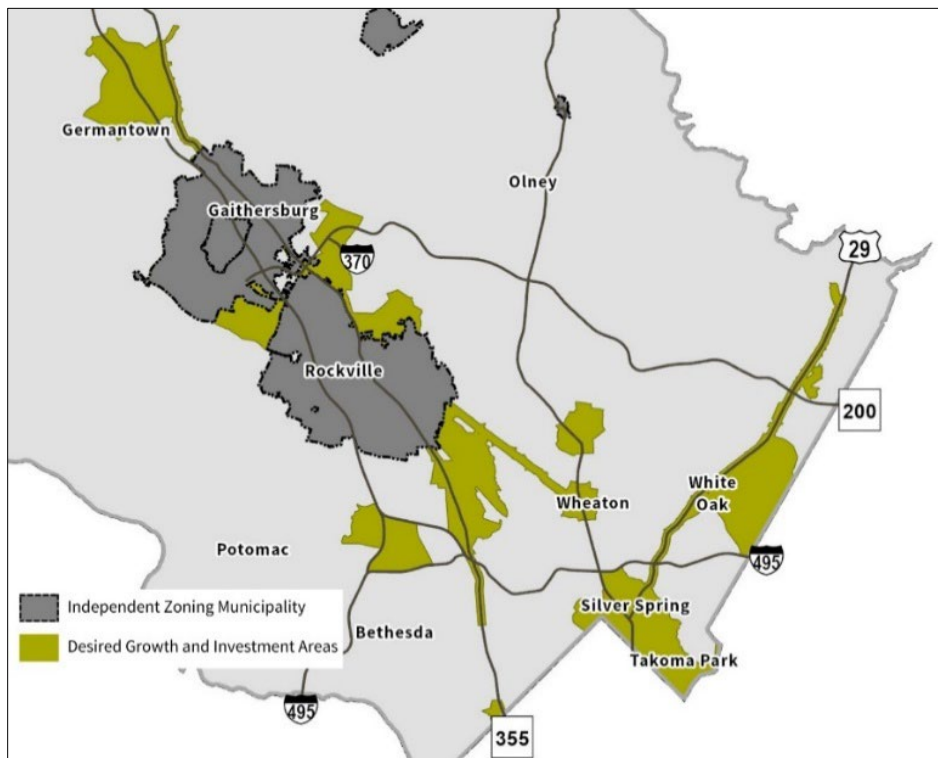 Germantown
Gaithersburg
Olney
370
29
Rockville
200
White
Oak
Wheaton
Potomac
495
Independent Zoning Municipality
Silver Spring
Desired Growth and Investment Areas
Bethesda
Takoma Park
495
355